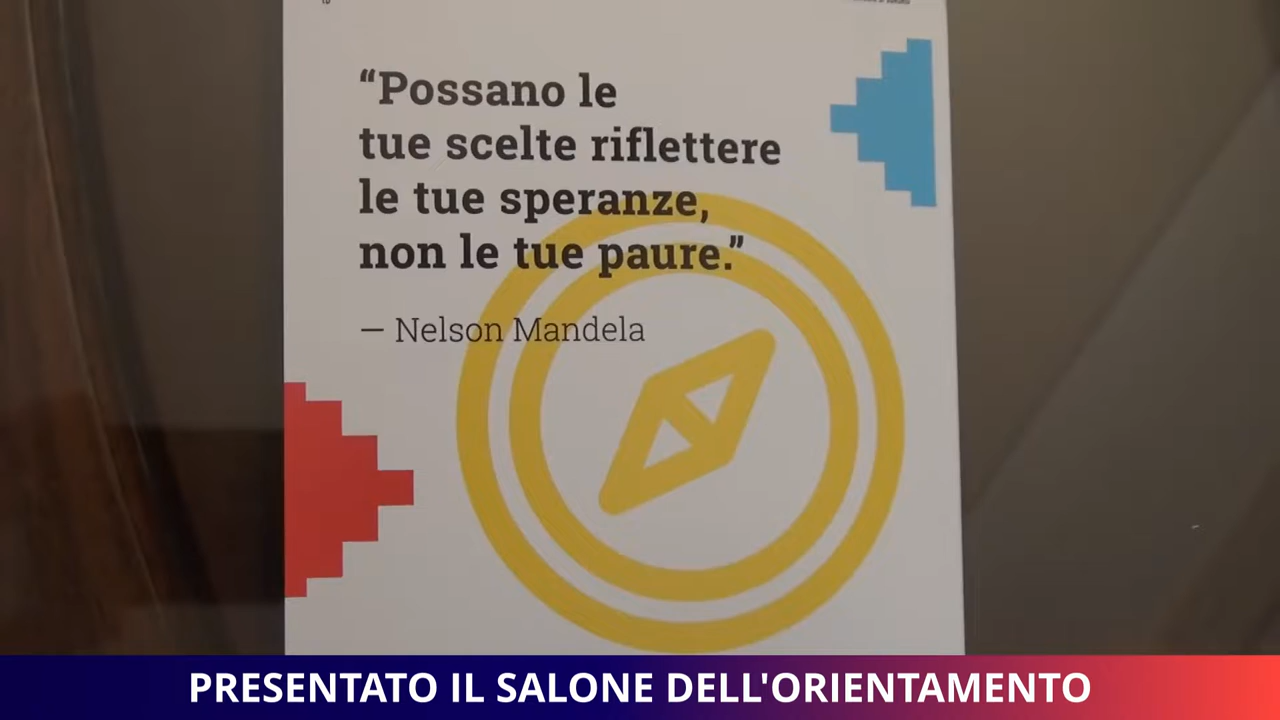 “Possano le
tue scelte riflettere
le tue speranze,
non le tue paure.”
— Nelson Mandela
PRESENTATO IL SALONE DELL'ORIENTAMENTO